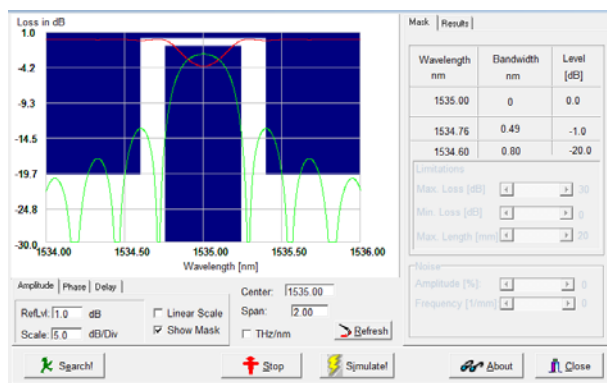 Loss in dB
1.0
-4.2
-9.3
-14.5
-19.7
-24.8
-30.0
1534.00 1534.50 1535.00 1535.50 1536.00
Wavelength [nm]
Amplitude Phase Delay
RefLvl: 1.0 dB
Scale: 5.0 dB/Div
Linear Scale
Show Mask
Center: 1535.00
Span: 2.00
THz/nm
Refresh
Mask Results
Wavelength Bandwidth Level
nm nm [dB]
1535.00 0 0.0
1534.76 0.49 -1.0
1534.60 0.80 -20.0
Limitations
Max. Loss [dB] 30
Min. Loss [dB] 0
Max. Length [mm] 20
Noise
Amplitude [%]: 0
Frequency [1/mm] 0
Search! Stop Simulate! About Close